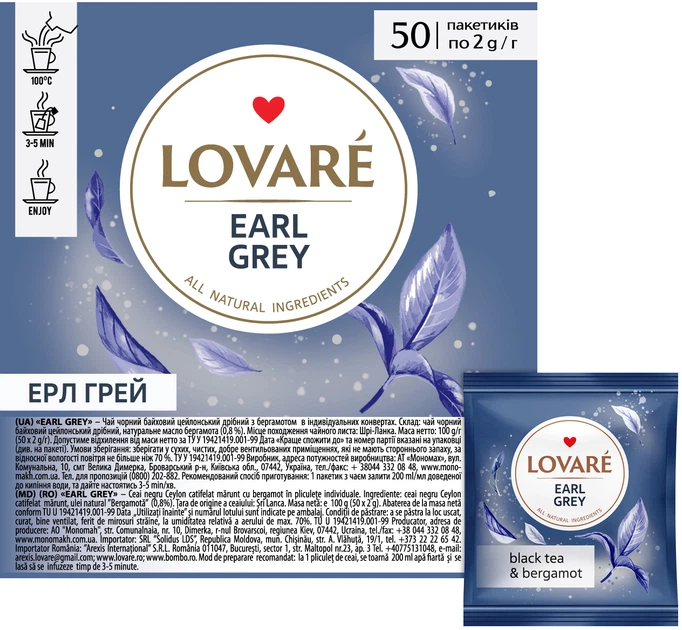 100°C
3-5 MIN
ENJOY
50 пакетиків
по 2 g / г
LOVARÉ
EARL
GREY
ALL NATURAL INGREDIENTS
ЕРЛ ГРЕЙ
(UA) «EARL GREY» – Чай чорний байховий цейлонський дрібний з бергамотом в індивідуальних конвертах. Склад: чай чорний
байховий цейлонський дрібний, натуральне масло бергамота (0,8 %). Місце походження чайного листа: Шрі-Ланка. Маса нетто: 100 g/г
(50 x 2 g/г). Допустиме відхилення від маси нетто за ТУ У 19421419.001-99 Дата «Краще спожити до» та номер партії вказані на упаковці
(див. на пакеті). Умови зберігання: зберігати у сухих, чистих, добре вентильованих приміщеннях, які не мають стороннього запаху, за
відносної вологості повітря не більше ніж 70 %. ТУ У 19421419.001-99 Виробник, адреса потужностей виробництва: АТ «Мономах», вул.
Комунальна, 10, смт Велика Димерка, Броварський р-н, Київська обл., 07442, Україна, тел./факс: + 38044 332 08 48, www.mono-
makh.com.ua. Тел. для пропозицій (0800) 202-882. Рекомендований спосіб приготування: 1 пакетик з чаєм залити 200 ml/мл доведеної
до кипіння води, та дайте настоятись 3-5 min/хв.
(MD) (RO) «EARL GREY» – Ceai negru Ceylon catifelat mărunt cu bergamot în pliculețe individuale. Ingrediente: ceai negru Ceylon
catifelat mărunt, ulei natural "Bergamotă" (0,8%). Țara de origine a ceaiului: Sri Lanka. Masa netă: e 100 g (50 x 2 g). Abaterea de la masa netă
conform TU U 19421419.001-99 Data „Utilizați înainte" și numărul lotului sunt indicate pe ambalaj. Condiții de păstrare: a se păstra la loc uscat,
curat, bine ventilat, ferit de mirosuri străine, la umiditatea relativă a aerului de max. 70%. TU U 19421419.001-99 Producator, adresa de
producere: AO "Monomah", str. Comunalnaia, nr. 10, Dimerka, r-nul Brovarscoi, regiunea Kiev, 07442, Ucraina, tel./fax: +38 044 332 08 48,
www.monomakh.com.ua. Importator: SRL "Solidus LDS", Republica Moldova, mun. Chișinău, str. A. Vlăhuță, 19/1, tel. +373 22 22 65 42.
Importator România: "Arexis Internațional" S.R.L. România 011047, București, sector 1, str. Maltopol nr.23, ap. 3 Tel. +40775131048, e-mail:
arexis.lovare@gmail.com; www.lovare.ro; www.bombo.ro. Mod de preparare recomandat: la 1 pliculeț de ceai, se toarnă 200 ml apă fiartă și se
lasă să se infuzeze timp de 3-5 minute.
LOVARÉ
EARL
GREY
ALL NATURAL INGREDIENTS
black tea
& bergamot